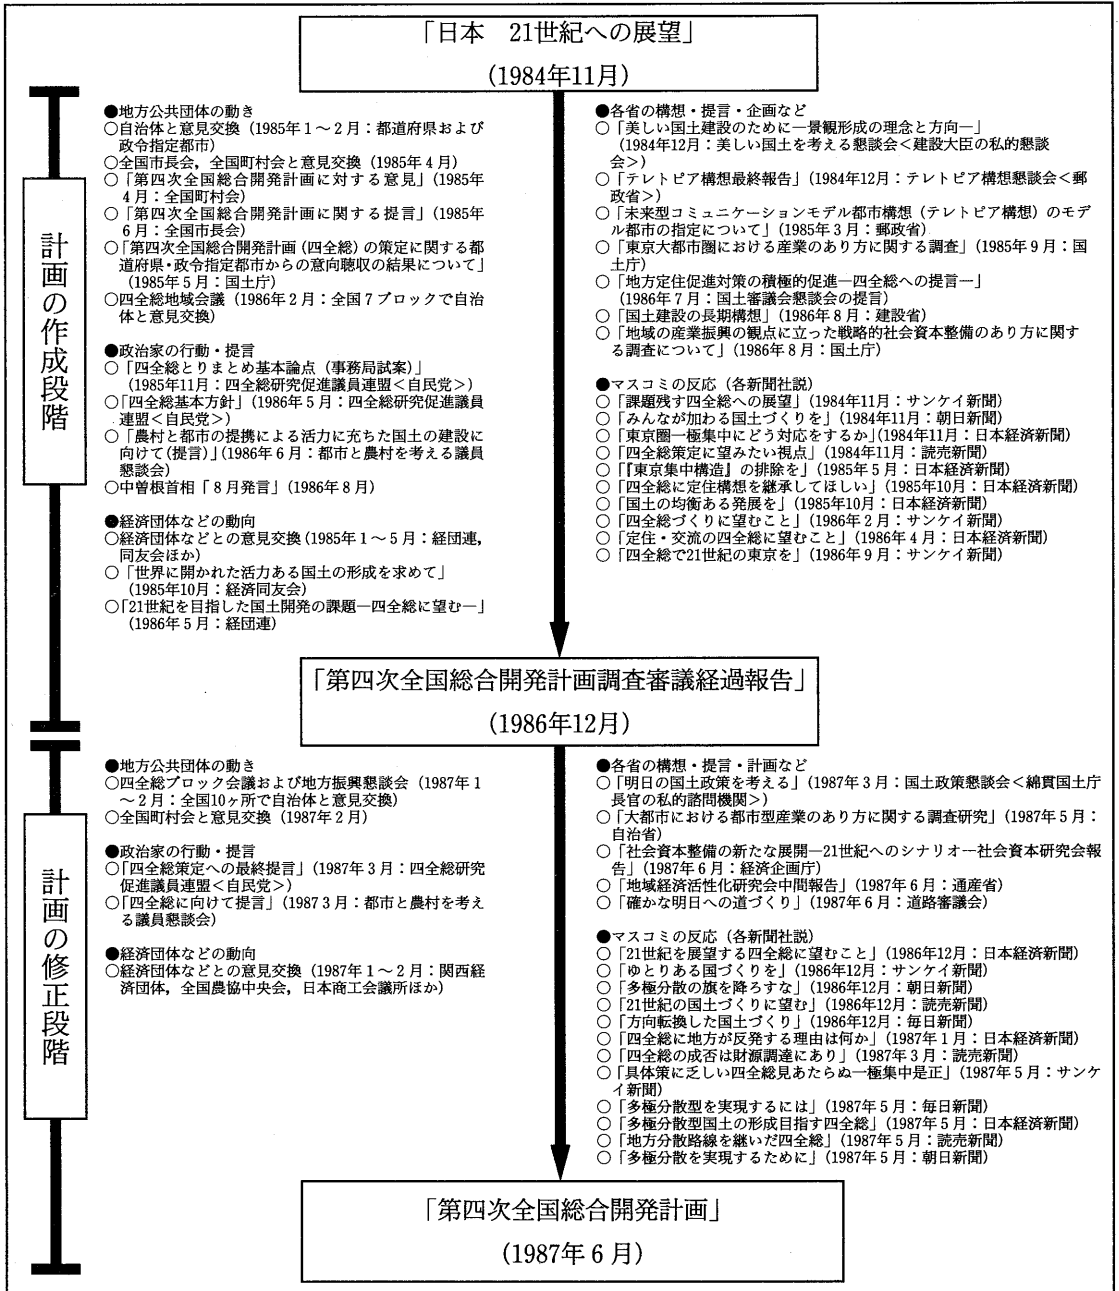 「日本　21世紀への展望」
(1984年11月)
計画の作成段階
●地方公共団体の動き
○自治体と意見交換（1985年１～２月：都道府県および
政令指定都市）
○全国市長会，全国町村会と意見交換（1985年４月）
○「第四次全国総合開発計画に対する意見」（1985年
４月：全国町村会）
○「第四次全国総合開発計画に関する提言」（1985年
６月：全国市長会）
○「第四次全国総合開発計画（四全総）の策定に関する都
道府県・政令指定都市からの意向聴収の結果について」
（1985年５月：国土庁）
○四全総地域会議（1986年２月：全国７ブロックで自治
体と意見交換）
●政治家の行動・提言
○「四全総とりまとめ基本論点（事務局試案）」
（1985年11月：四全総研究促進議員連盟＜自民党＞）
○「四全総基本方針」（1986年５月：四全総研究促進議員
連盟＜自民党＞）
○「農村と都市の提携による活力に充ちた国土の建設に
向けて(提言)」（1986年６月：都市と農村を考える議員
懇談会）
○中曽根首相「８月発言」（1986年８月）
●経済団体などの動向
○経済団体などとの意見交換（1985年１～５月：経団連，
同友会ほか）
○「世界に開かれた活力ある国土の形成を求めて」
（1985年10月：経済同友会）
○「21世紀を目指した国土開発の課題―四全総に望む―」
（1986年５月：経団連）
●各省の構想・提言・企画など
○「美しい国土建設のために―景観形成の理念と方向―」
（1984年12月：美しい国土を考える懇談会＜建設大臣の私的懇談
会＞）
○「テレトピア構想最終報告」（1984年12月：テレトピア構想懇談会＜郵
政省＞）
○「未来型コミュニケーションモデル都市構想（テレトピア構想）のモデ
ル都市の指定について」（1985年３月：郵政省）
○「東京大都市圏における産業のあり方に関する調査」（1985年９月：国
土庁）
○「地方定住促進対策の積極的促進―四全総への提言―」
（1986年７月：国土審議会懇談会の提言）
○「国土建設の長期構想」（1986年８月：建設省）
○「地域の産業振興の観点に立った戦略的社会資本整備のあり方に関す
る調査について」（1986年８月：国土庁）
●マスコミの反応（各新聞社説）
○「課題残す四全総への展望」（1984年11月：サンケイ新聞）
○「みんなが加わる国土づくりを」（1984年11月：朝日新聞）
○「東京圏一極集中にどう対応をするか」（1984年11月：日本経済新聞）
○「四全総策定に望みたい視点」（1984年11月：読売新聞）
○「『東京集中構造』の排除を」（1985年５月：日本経済新聞）
○「四全総に定住構想を継承してほしい」（1985年10月：日本経済新聞）
○「国土の均衡ある発展を」（1985年10月：日本経済新聞）
○「四全総づくりに望むこと」（1986年２月：サンケイ新聞）
○「定住・交流の四全総に望むこと」（1986年４月：日本経済新聞）
○「四全総で21世紀の東京を」（1986年９月：サンケイ新聞）
「第四次全国総合開発計画調査審議経過報告」
(1986年12月)
計画の修正段階
●地方公共団体の動き
○四全総ブロック会議および地方振興懇談会（1987年１
～２月：全国10ヶ所で自治体と意見交換）
○全国町村会と意見交換（1987年２月）
●政治家の行動・提言
○「四全総策定への最終提言」（1987年３月：四全総研究
促進議員連盟＜自民党＞）
○「四全総に向けて提言」（1987３月：都市と農村を考え
る議員懇談会）
●経済団体などの動向
○経済団体などとの意見交換（1987年１～２月：関西経
済団体，全国農協中央会，日本商工会議所ほか）
●各省の構想・提言・計画など
○「明日の国土政策を考える」（1987年３月：国土政策懇談会＜綿貫国土庁
長官の私的諮問機関＞）
○「大都市における都市型産業のあり方に関する調査研究」（1987年５月：
自治省）
○「社会資本整備の新たな展開―21世紀へのシナリオ―社会資本研究会報
告」（1987年６月：経済企画庁）
○「地域経済活性化研究会中間報告」（1987年６月：通産省）
○「確かな明日への道づくり」（1987年６月：道路審議会）
●マスコミの反応（各新聞社説）
○「21世紀を展望する四全総に望むこと」（1986年12月：日本経済新聞）
○「ゆとりある国づくりを」（1986年12月：サンケイ新聞）
○「多極分散の旗を降ろすな」（1986年12月：朝日新聞）
○「21世紀の国土づくりに望む」（1986年12月：読売新聞）
○「方向転換した国土づくり」（1986年12月：毎日新聞）
○「四全総に地方が反発する理由は何か」（1987年１月：日本経済新聞）
○「四全総の成否は財源調達にあり」（1987年３月：読売新聞）
○「具体策に乏しい四全総見あたらぬ一極集中是正」（1987年５月：サンケ
イ新聞）
○「多極分散型を実現するには」（1987年５月：毎日新聞）
○「多極分散型国土の形成目指す四全総」（1987年５月：日本経済新聞）
○「地方分散路線を継いだ四全総」（1987年５月：読売新聞）
○「多極分散を実現するために」（1987年５月：朝日新聞）
「第四次全国総合開発計画」
(1987年６月)